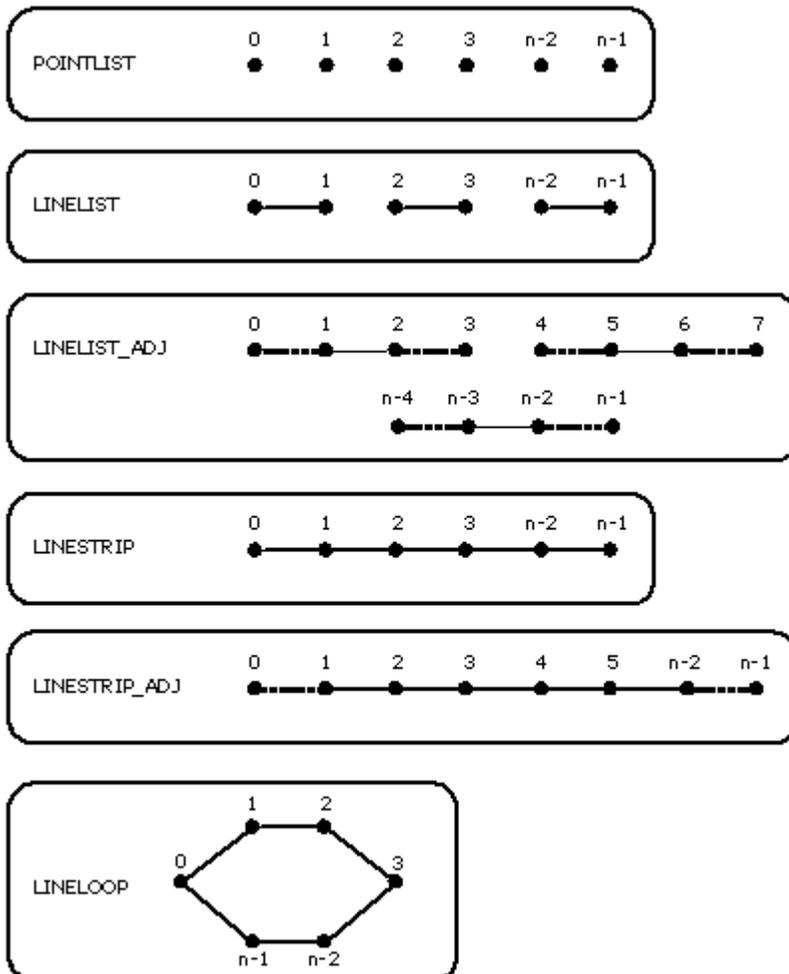 0 1 2 3 n-2 n-1
POINTLIST
0 1 2 3 n-2 n-1
LINELIST
0 1 2 3 4 5 6 7
LINELIST_ADJ
n-4 n-3 n-2 n-1
0 1 2 3 n-2 n-1
LINESTRIP
0 1 2 3 4 5 n-2 n-1
LINESTRIP_ADJ
1 2
0 3
LINELOOP
n-1 n-2